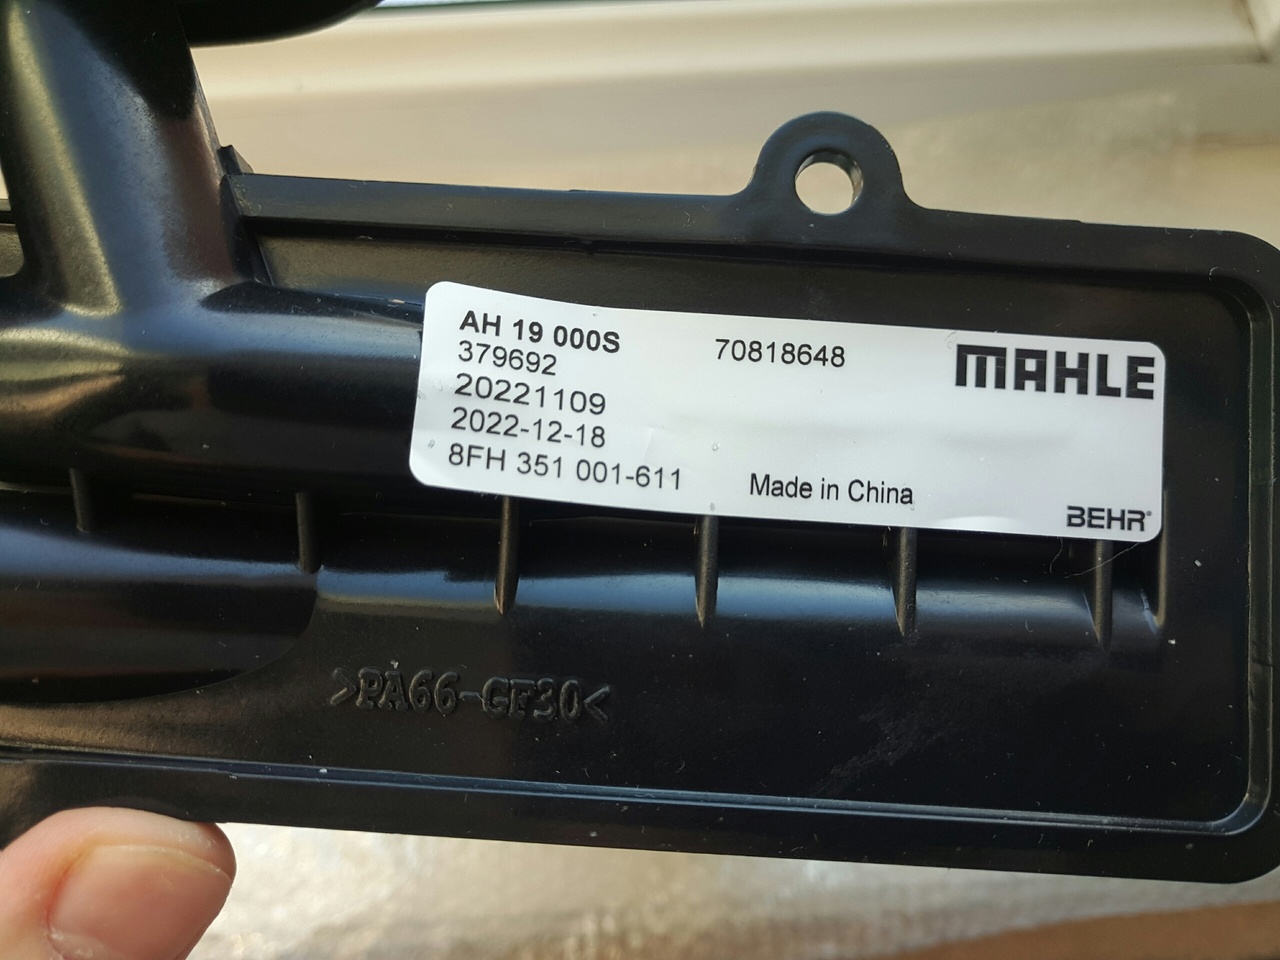 AH 19 000S
379692
20221109
2022-12-18
8FH 351 001-611
70818648
MAHLE
Made in China
BEHR®
>PA66-GF30<